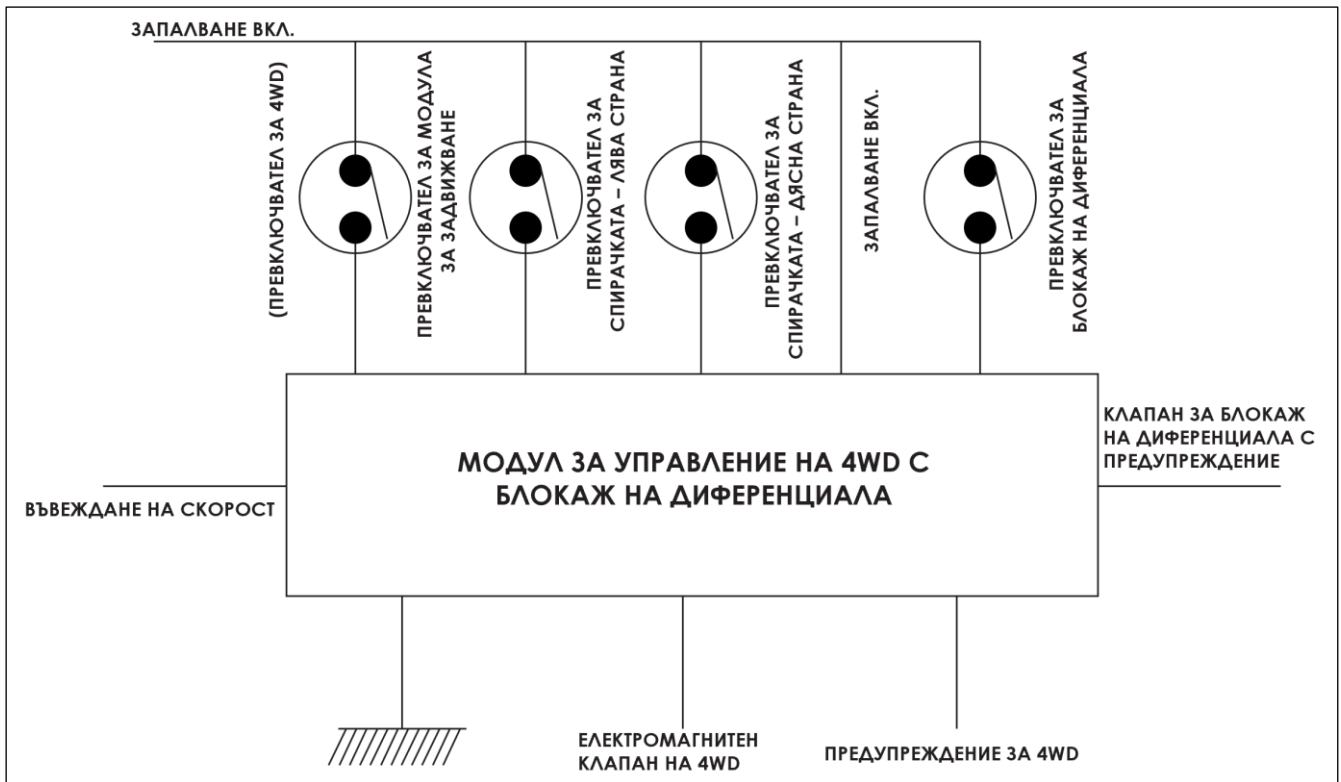 ЗАПАЛВАНЕ ВКЛ.
(ПРЕВКЛЮЧВАТЕЛ ЗА 4WD)
ПРЕВКЛЮЧВАТЕЛ ЗА МОДУЛА
ЗА ЗАДВИЖВАНЕ
ПРЕВКЛЮЧВАТЕЛ ЗА
СПИРАЧКАТА – ЛЯВА СТРАНА
ПРЕВКЛЮЧВАТЕЛ ЗА
СПИРАЧКАТА – ДЯСНА СТРАНА
ЗАПАЛВАНЕ ВКЛ.
ПРЕВКЛЮЧВАТЕЛ ЗА
БЛОКАЖ НА ДИФЕРЕНЦИАЛА
МОДУЛ ЗА УПРАВЛЕНИЕ НА 4WD С
БЛОКАЖ НА ДИФЕРЕНЦИАЛА
КЛАПАН ЗА БЛОКАЖ
НА ДИФЕРЕНЦИАЛА С
ПРЕДУПРЕЖДЕНИЕ
ВЪВЕЖДАНЕ НА СКОРОСТ
ЕЛЕКТРОМАГНИТЕН
КЛАПАН НА 4WD
ПРЕДУПРЕЖДЕНИЕ ЗА 4WD